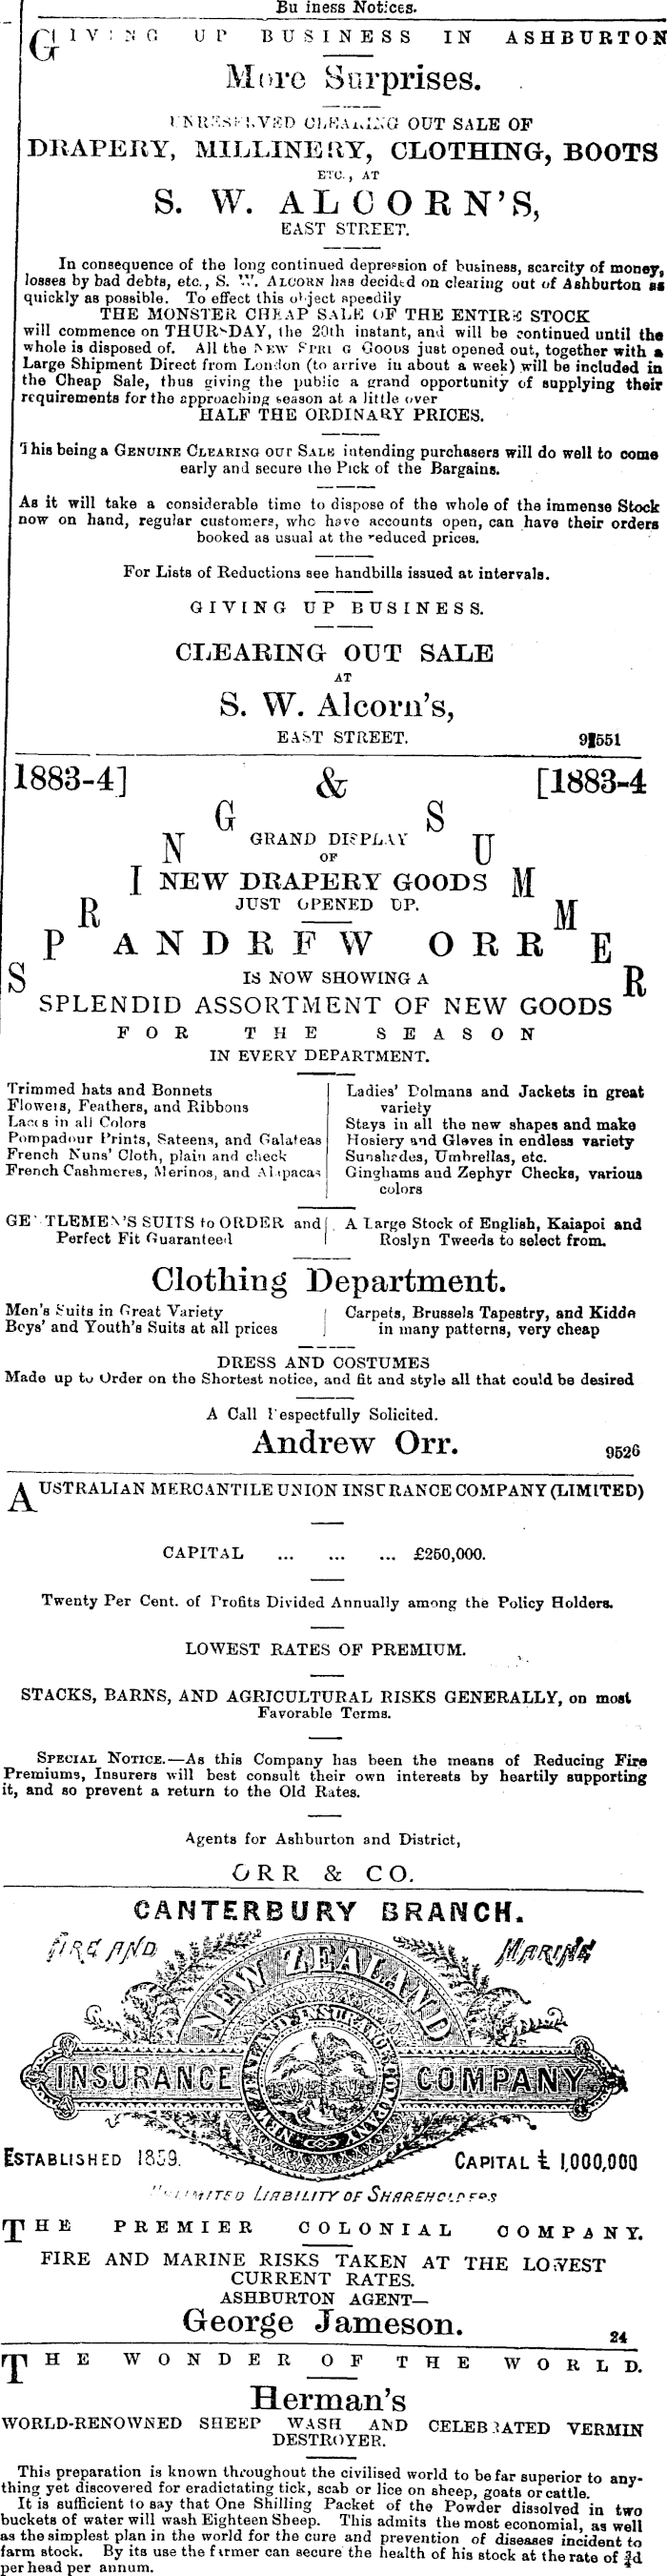 Bu iness Notices.
GIVING UP BUSINESS IN ASHBURTON
More Surprises.
UNRESERVED CLEARING OUT SALE OF
DRAPERY, MILLINERY, CLOTHING, BOOTS
ETC., AT
S. W. ALCORN'S,
EAST STREET.
In consequence of the long continued depression of business, scarcity of money,
losses by bad debts, etc., S. W. ALCORN has decided on clearing out of Ashburton as
quickly as possible. To effect this object speedily
THE MONSTER CHEAP SALE OF THE ENTIRE STOCK
will commence on THURSDAY, the 20th instant, and will be continued until the
whole is disposed of. All the NEW SPRI G GOODS just opened out, together with a
Large Shipment Direct from London (to arrive in about a week) will be included in
the Cheap Sale, thus giving the public a grand opportunity of supplying their
requirements for the approaching season at a little over
HALF THE ORDINARY PRICES.
This being a GENUINE CLEARING OUT SALE intending purchasers will do well to come
early and secure the Pick of the Bargains.
As it will take a considerable time to dispose of the whole of the immense Stock
now on hand, regular customers, who have accounts open, can have their orders
booked as usual at the reduced prices.
For Lists of Reductions see handbills issued at intervals.
GIVING UP BUSINESS.
CLEARING OUT SALE
AT
S. W. Alcorn's,
EAST STREET. 9 551
1883-4] & [1883-4
SPRING SUMMER
GRAND DISPLAY
OF
NEW DRAPERY GOODS
JUST OPENED UP.
ANDREW ORR
IS NOW SHOWING A
SPLENDID ASSORTMENT OF NEW GOODS
FOR THE SEASON
IN EVERY DEPARTMENT.
Trimmed hats and Bonnets
Flowers, Feathers, and Ribbons
Laces in all Colors
Pompadour Prints, Sateens, and Galateas
French Nuns' Cloth, plain and check
French Cashmeres, Merinos, and Alapacas
Ladies' Dolmans and Jackets in great
variety
Stays in all the new shapes and make
Hosiery and Gloves in endless variety
Sunshades, Umbrellas, etc.
Ginghams and Zephyr Checks, various
colors
GE TLEMEN'S SUITS to ORDER and
Perfect Fit Guaranteed
A Large Stock of English, Kaiapoi and
Roslyn Tweeds to select from.
Clothing Department.
Men's Suits in Great Variety
Boys' and Youth's Suits at all prices
Carpets, Brussels Tapestry, and Kidda
in many patterns, very cheap
DRESS AND COSTUMES
Made up to Order on the Shortest notice, and fit and style all that could be desired
A Call Respectfully Solicited.
Andrew Orr. 9526
AUSTRALIAN MERCANTILE UNION INSURANCE COMPANY (LIMITED)
CAPITAL ... ... ... £250,000.
Twenty Per Cent. of Profits Divided Annually among the Policy Holders.
LOWEST RATES OF PREMIUM.
STACKS, BARNS, AND AGRICULTURAL RISKS GENERALLY, on most
Favorable Terms.
SPECIAL NOTICE.—As this Company has been the means of Reducing Fire
Premiums, Insurers will best consult their own interests by heartily supporting
it, and so prevent a return to the Old Rates.
Agents for Ashburton and District,
ORR & CO.
CANTERBURY BRANCH.
FIRE AND MARINE
NEW ZEALAND
INSURANCE COMPANY
NEW ZEALAND INSURANCE COMPANY
ESTABLISHED 1859. CAPITAL £ 1,000,000
UNLIMITED LIABILITY OF SHAREHOLDERS
THE PREMIER COLONIAL COMPANY.
FIRE AND MARINE RISKS TAKEN AT THE LOWEST
CURRENT RATES.
ASHBURTON AGENT—
George Jameson. 24
THE WONDER OF THE WORLD.
Herman's
WORLD-RENOWNED SHEEP WASH AND CELEBRATED VERMIN
DESTROYER.
This preparation is known throughout the civilised world to be far superior to any-
thing yet discovered for eradictating tick, scab or lice on sheep, goats or cattle.
It is sufficient to say that One Shilling Packet of the Powder dissolved in two
buckets of water will wash Eighteen Sheep. This admits the most economial, as well
as the simplest plan in the world for the cure and prevention of diseases incident to
farm stock. By its use the farmer can secure the health of his stock at the rate of ¾d
per head per annum.